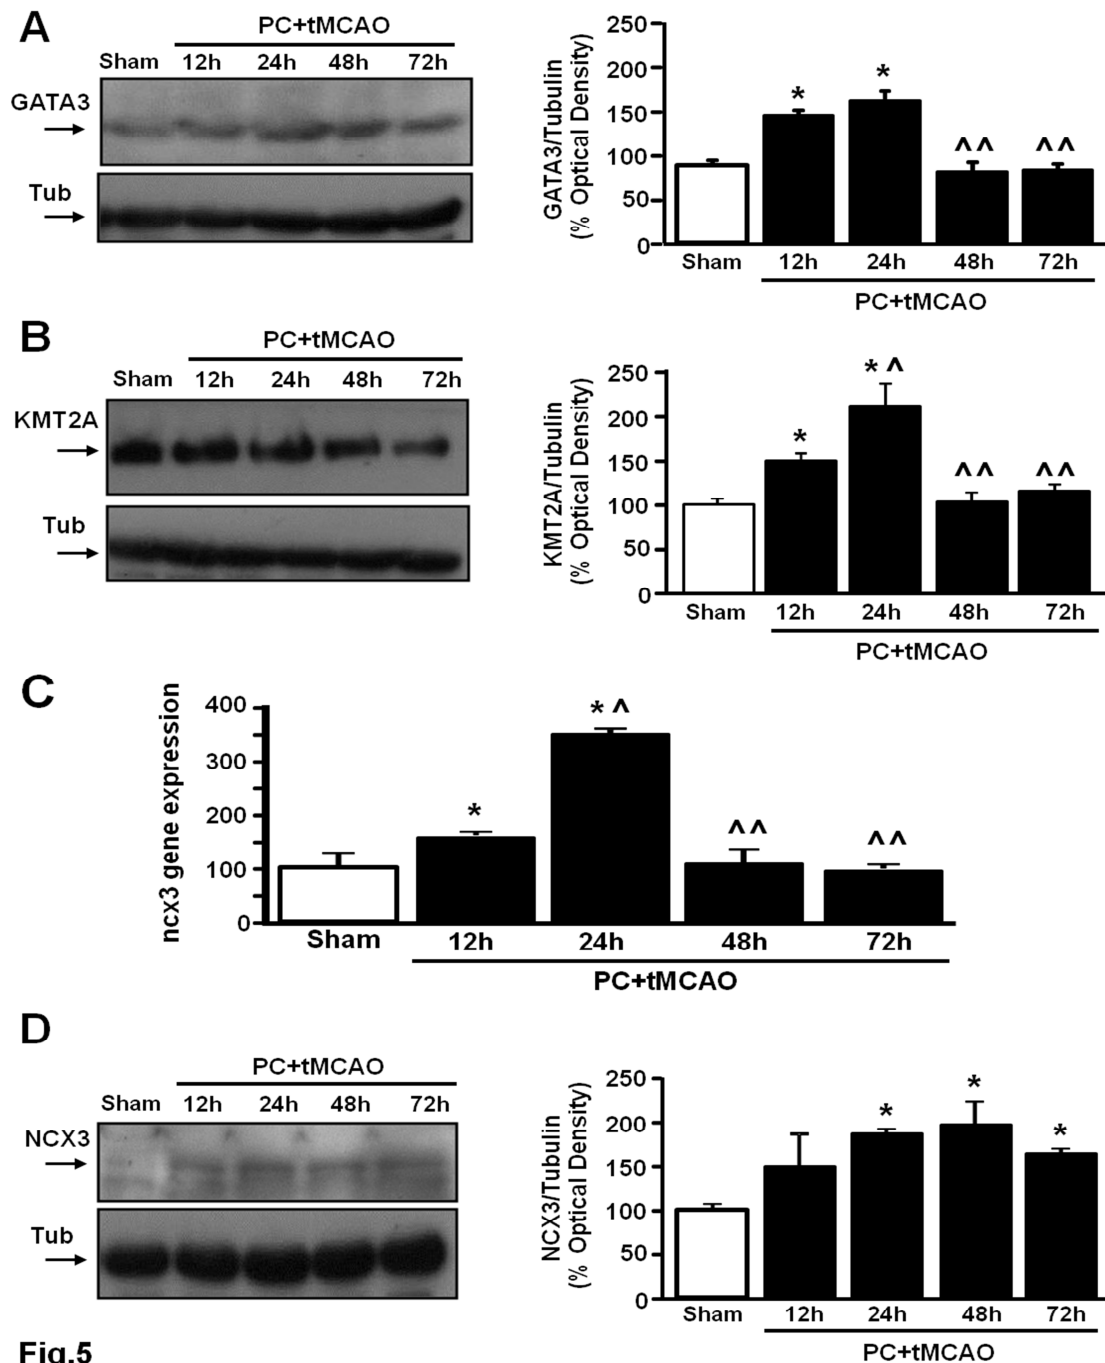 A
PC+tMCAO
Sham 12h 24h 48h 72h
GATA3
Tub
GATA3/Tubulin
(% Optical Density)
250
200
150
100
50
0
* * ^^ ^^
Sham 12h 24h 48h 72h
PC+tMCAO
B
PC+tMCAO
Sham 12h 24h 48h 72h
KMT2A
Tub
KMT2A/Tubulin
(% Optical Density)
250
200
150
100
50
0
* *^ ^^ ^^
Sham 12h 24h 48h 72h
PC+tMCAO
C
ncx3 gene expression
400
300
200
100
0
* *^ ^^ ^^
Sham 12h 24h 48h 72h
PC+tMCAO
D
PC+tMCAO
Sham 12h 24h 48h 72h
NCX3
Tub
NCX3/Tubulin
(% Optical Density)
250
200
150
100
50
0
* * *
Sham 12h 24h 48h 72h
PC+tMCAO
Fig.5